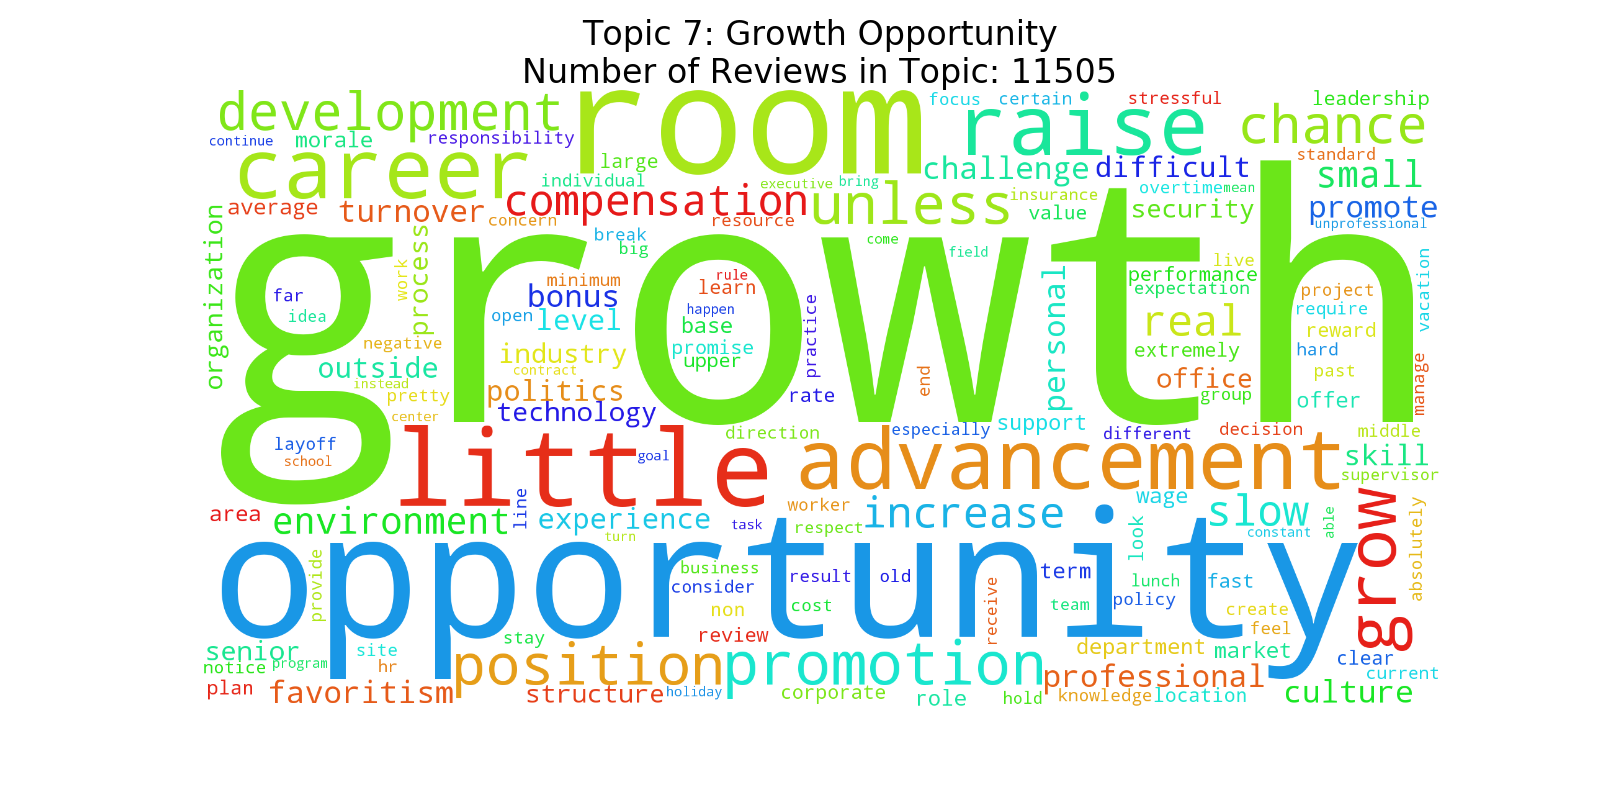 Topic 7: Growth Opportunity
Number of Reviews in Topic: 11505
development
room
focus
certain
stressful
leadership
continue
morale
responsibility
raise
chance
career
large
challenge
difficult
standard
individual
executive
bring
overtime
mean
small
average
turnover
compensation
unless
insurance
value
security
promote
concern
resource
unprofessional
organization
process
break
big
come
field
growth
work
far
idea
minimum
bonus
rule
learn
happen
practice
personal
live
performance
expectation
project
vacation
open
level
base
promise
upper
real
require
reward
negative
outside
industry
contract
extremely
hard
past
instead
pretty
politics
rate
end
office
group
offer
manage
center
technology
layoff
school
little
goal
direction
especially
support
different
decision
middle
advancement
skill
supervisor
area
environment
line
experience
task
worker
respect
increase
wage
look
slow
constant
able
grow
absolutely
turn
opportunity
provide
business
consider
result
old
term
lunch
fast
non
cost
receive
team
policy
create
feel
senior
stay
review
notice
program
site
hr
position
promotion
department
market
clear
professional
current
plan
favoritism
structure
holiday
corporate
role
hold
knowledge
location
culture